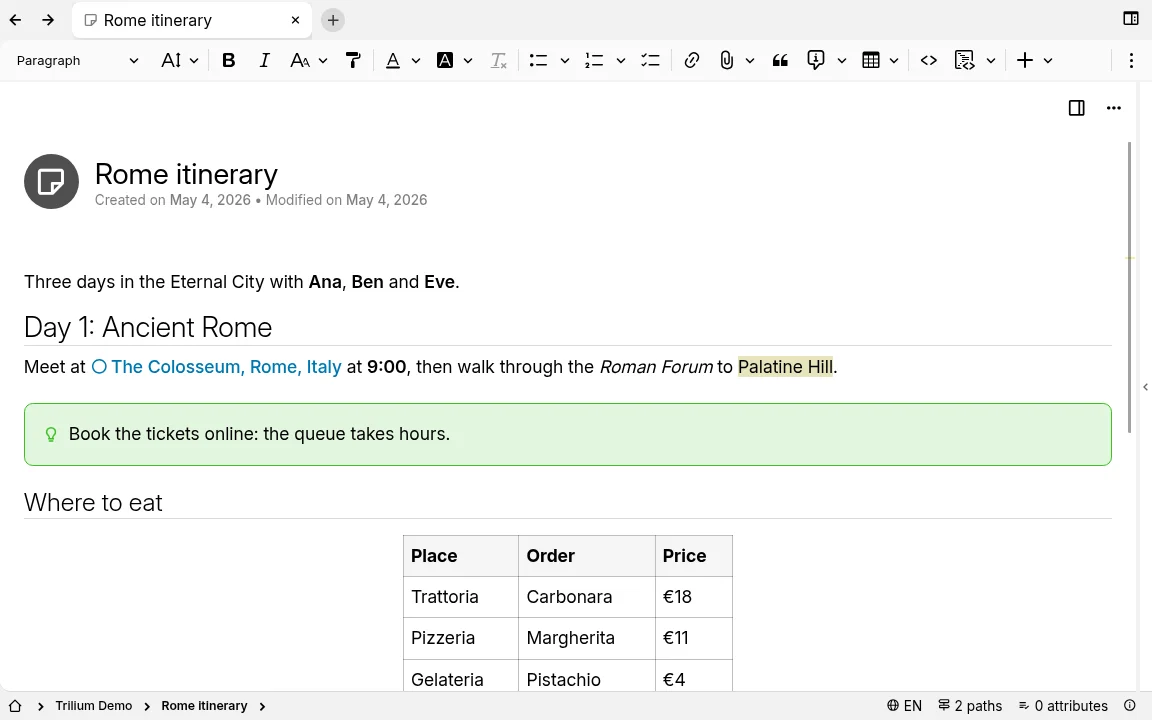 Rome itinerary
Paragraph
Rome itinerary
Created on May 4, 2026 • Modified on May 4, 2026
Three days in the Eternal City with Ana, Ben and Eve.
Day 1: Ancient Rome
Meet at The Colosseum, Rome, Italy at 9:00, then walk through the Roman Forum to Palatine Hill.
Book the tickets online: the queue takes hours.
Where to eat
Place Order Price
Trattoria Carbonara €18
Pizzeria Margherita €11
Gelateria Pistachio €4
Trilium Demo Rome itinerary EN 2 paths 0 attributes